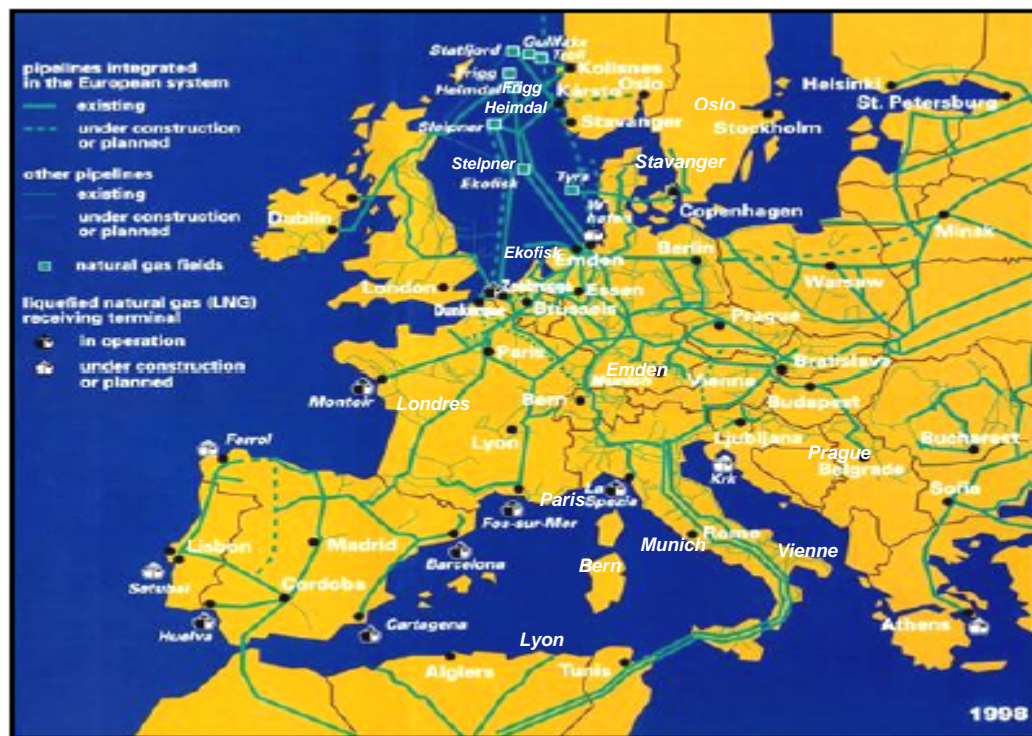 pipelines integrated
in the European system
existing
under construction
or planned
other pipelines
existing
under construction
or planned
natural gas fields
liquefied natural gas (LNG)
receiving terminal
in operation
under construction
or planned
Statfjord
Gullfaks
Troll
Frigg
Frigg
Heimdal
Heimdal
Kollsnes
Kårstø
Oslo
Oslo
Helsinki
St. Petersburg
Stavanger
Stockholm
Sleipner
Stelpner
Stavanger
Ekofisk
Tyra
Copenhagen
Dublin
Minsk
Ekofisk
Emden
Berlin
Warsaw
London
Essen
Brussels
Zeebrugge
Dunkerque
Prague
Paris
Bratislava
Emden
Munich
Vienna
Montoir
Londres
Bern
Budapest
Lyon
Ljubljana
Bucharest
Ferrol
Prague
Belgrade
Krk
Sofia
Paris
La
Spezia
Fos-sur-Mer
Munich
Rome
Vienne
Lisbon
Madrid
Barcelona
Bern
Setubal
Cordoba
Huelva
Cartagena
Athens
Lyon
Algiers
Tunis
1998